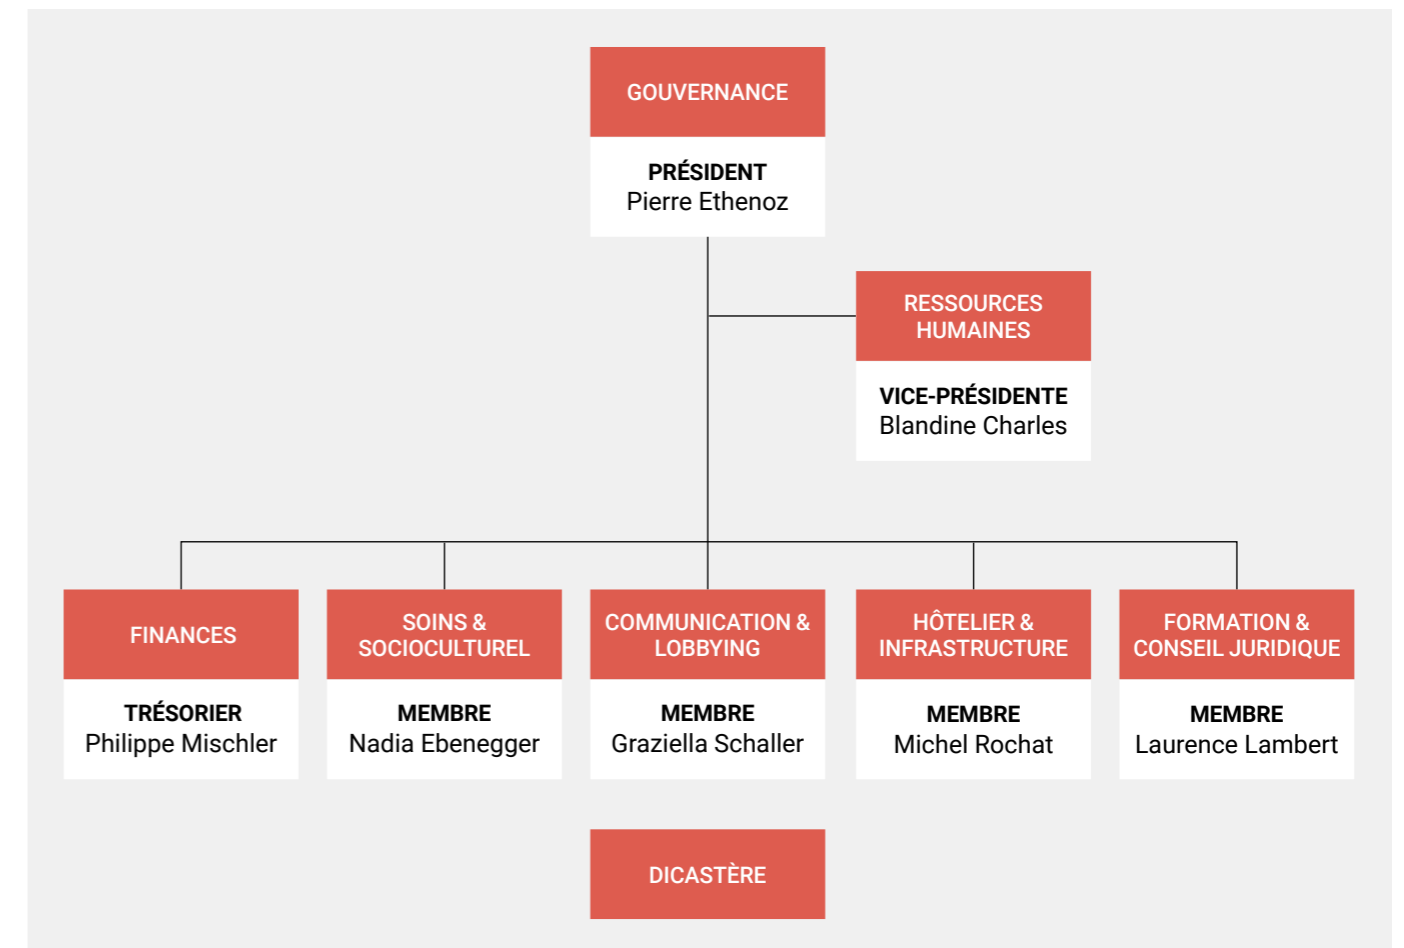 GOUVERNANCE
PRÉSIDENT
Pierre Ethenoz
RESSOURCES
HUMAINES
VICE-PRÉSIDENTE
Blandine Charles
FINANCES
TRÉSORIER
Philippe Mischler
SOINS &
SOCIOCULTUREL
MEMBRE
Nadia Ebenegger
COMMUNICATION &
LOBBYING
MEMBRE
Graziella Schaller
HÔTELIER &
INFRASTRUCTURE
MEMBRE
Michel Rochat
FORMATION &
CONSEIL JURIDIQUE
MEMBRE
Laurence Lambert
DICASTÈRE